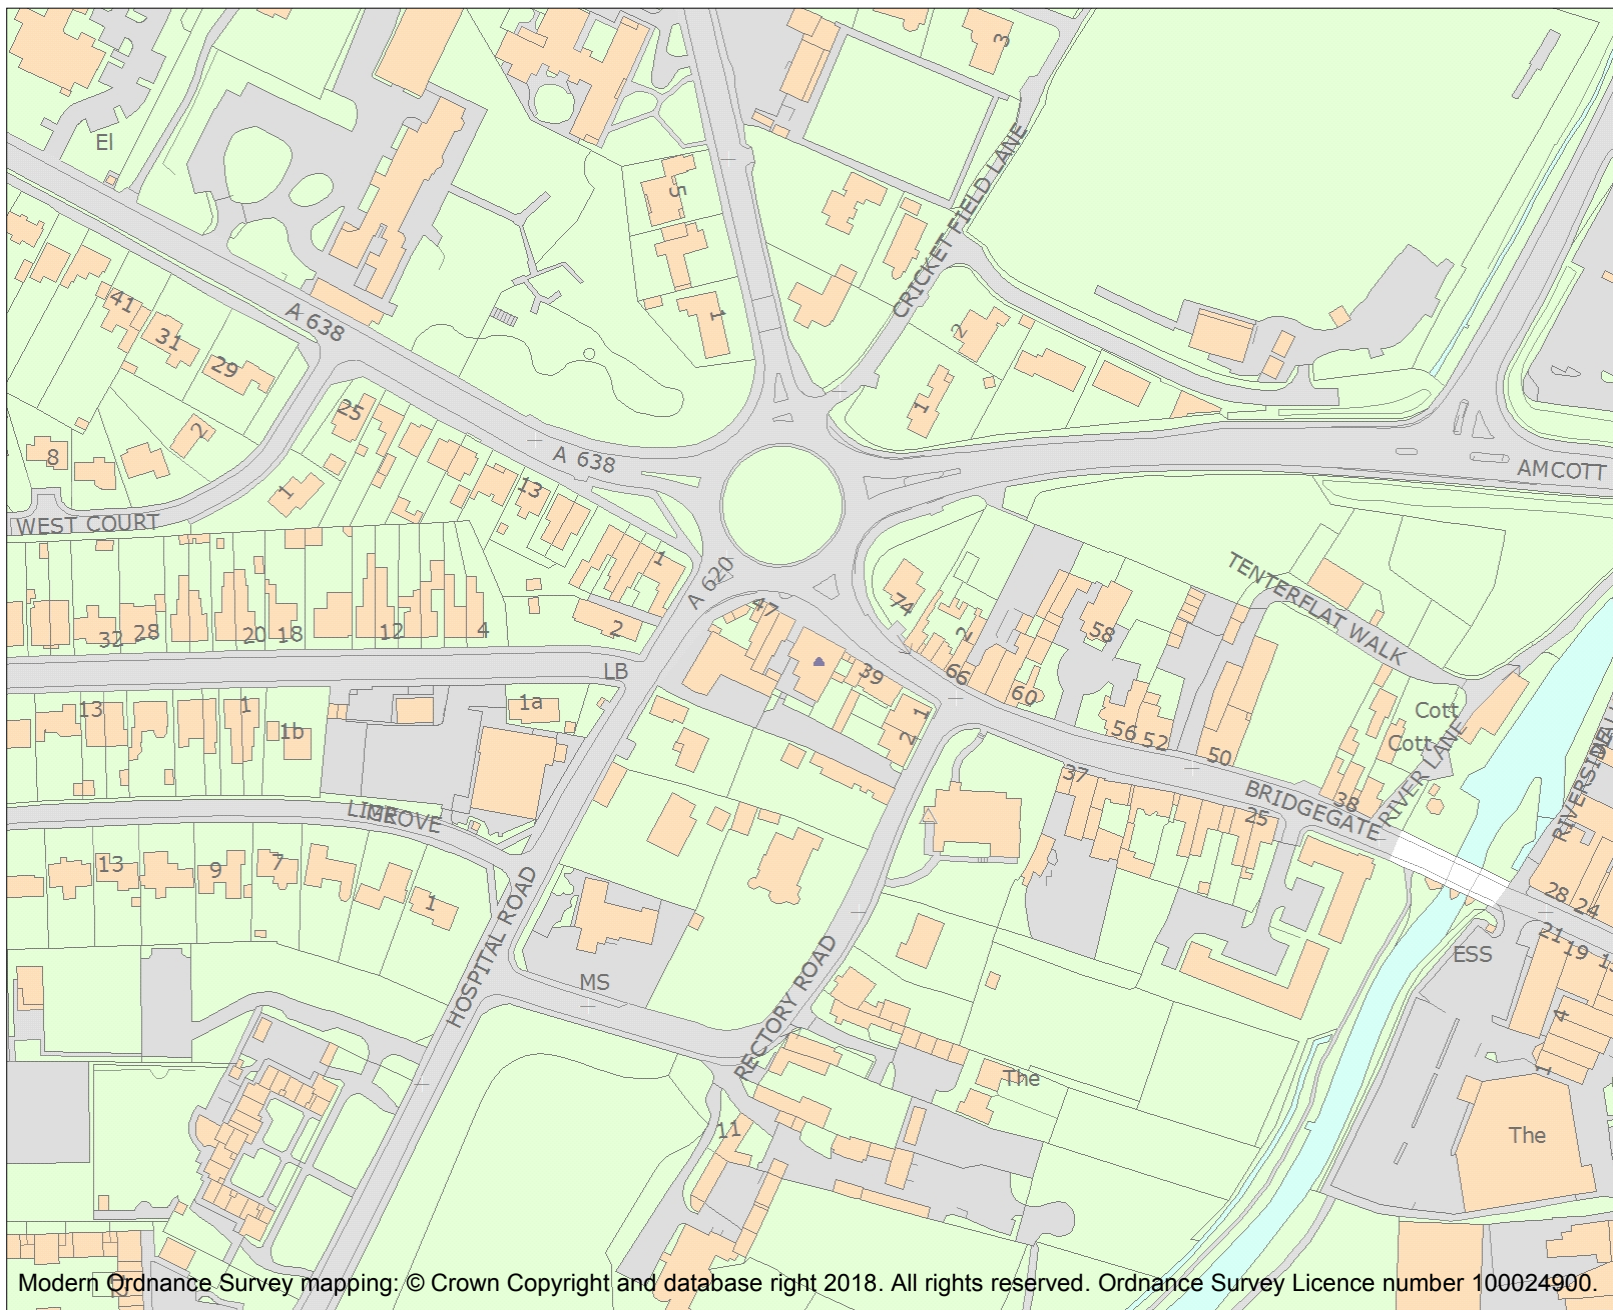 3
El
CRICKET FIELD LANE
5
41
A 638
1
31
2
29
25
1
2
8
A 638
AMCOTT
13
1
WEST COURT
1
A 620
TENTERFLAT WALK
47
74
32
28
20
18
12
4
2
2
58
LB
39
66
60
13
1
1a
1
Cott
1b
2
56
52
Cott
50
RIVER LANE
37
38
BRIDGEGATE
25
GROVE
13
9
7
1
28
24
HOSPITAL ROAD
21
19
RECTORY ROAD
ESS
MS
4
1
The
11
The
Modern Ordnance Survey mapping: © Crown Copyright and database right 2018. All rights reserved. Ordnance Survey Licence number 100024900.